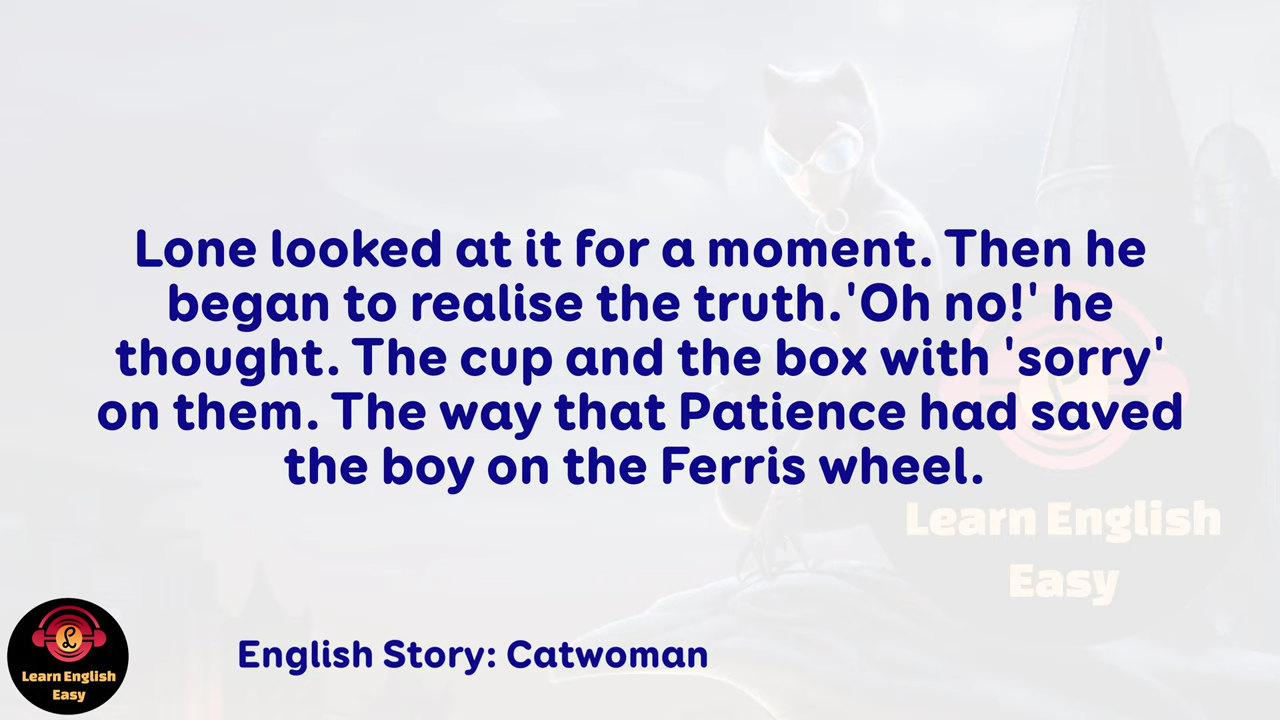 Lone looked at it for a moment. Then he
began to realise the truth.'Oh no!' he
thought. The cup and the box with 'sorry'
on them. The way that Patience had saved
the boy on the Ferris wheel.
Learn English
Easy
English Story: Catwoman
L
Learn English
Easy